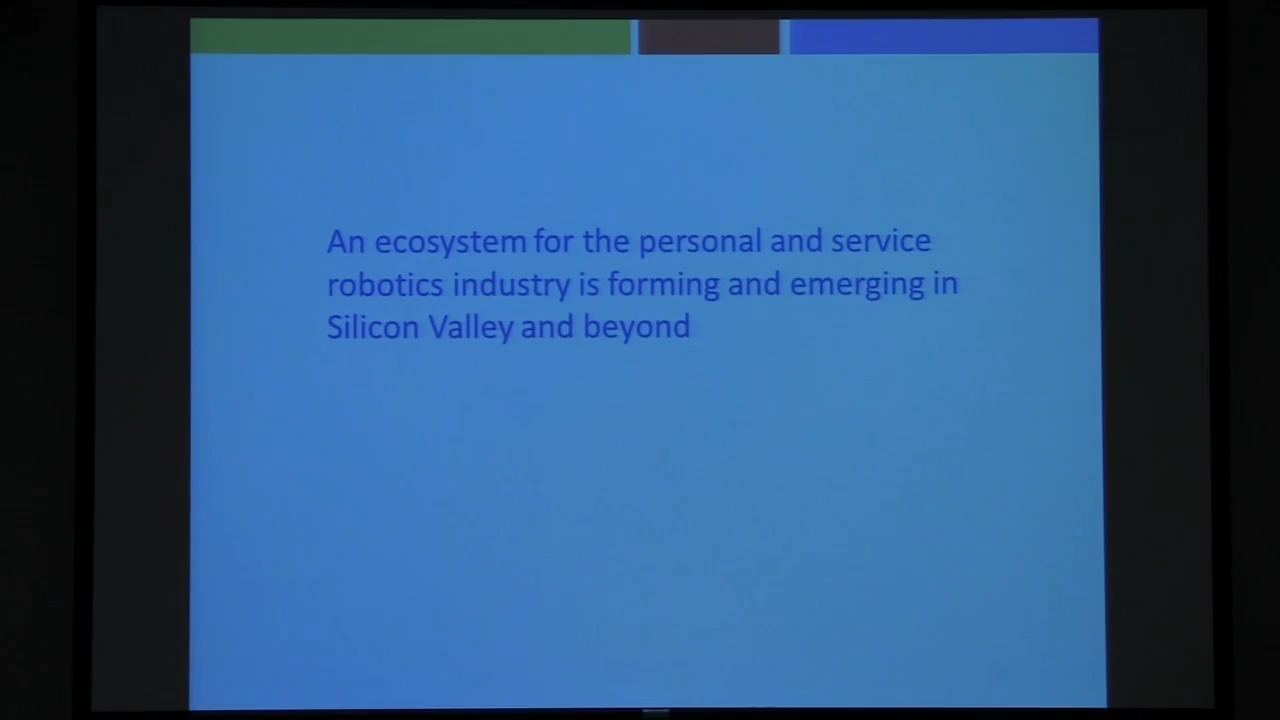 An ecosystem for the personal and service
robotics industry is forming and emerging in
Silicon Valley and beyond